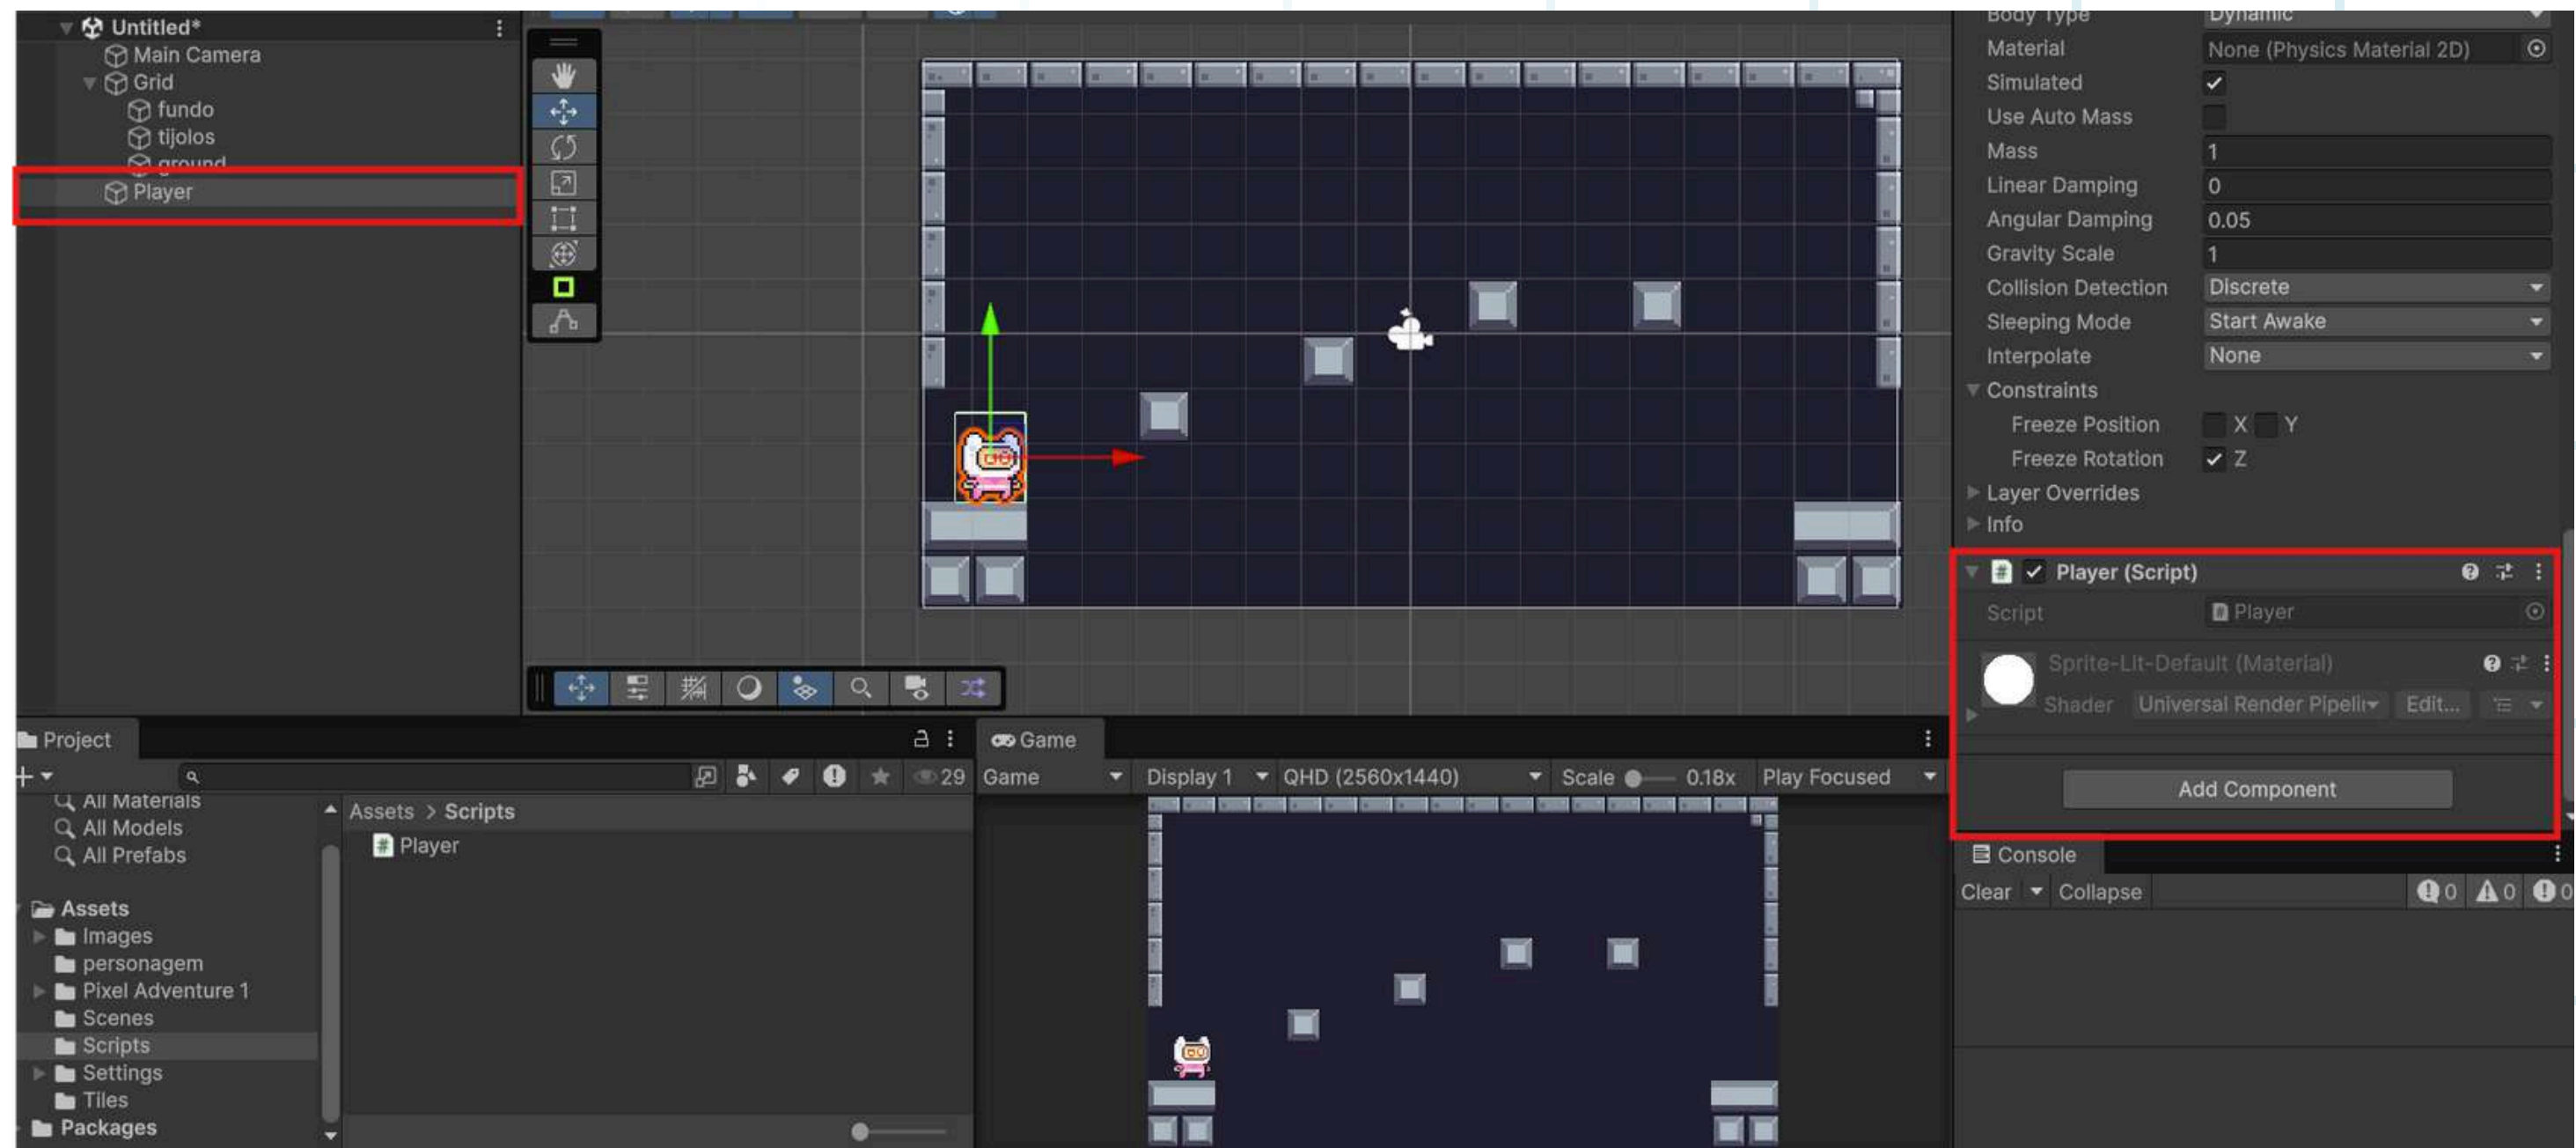 Untitled*
Main Camera
Grid
fundo
tijolos
ground
Player
Body Type Dynamic
Material None (Physics Material 2D)
Simulated
Use Auto Mass
Mass 1
Linear Damping 0
Angular Damping 0.05
Gravity Scale 1
Collision Detection Discrete
Sleeping Mode Start Awake
Interpolate None
Constraints
Freeze Position X Y
Freeze Rotation Z
Layer Overrides
Info
# Player (Script)
Script Player
Sprite-Lit-Default (Material)
Shader Universal Render Pipelin Edit...
Add Component
Project
29
All Materials
All Models
All Prefabs
Assets
Images
personagem
Pixel Adventure 1
Scenes
Scripts
Settings
Tiles
Packages
Assets > Scripts
# Player
Game
Game Display 1 QHD (2560x1440) Scale 0.18x Play Focused
Console
Clear Collapse 0 0 0